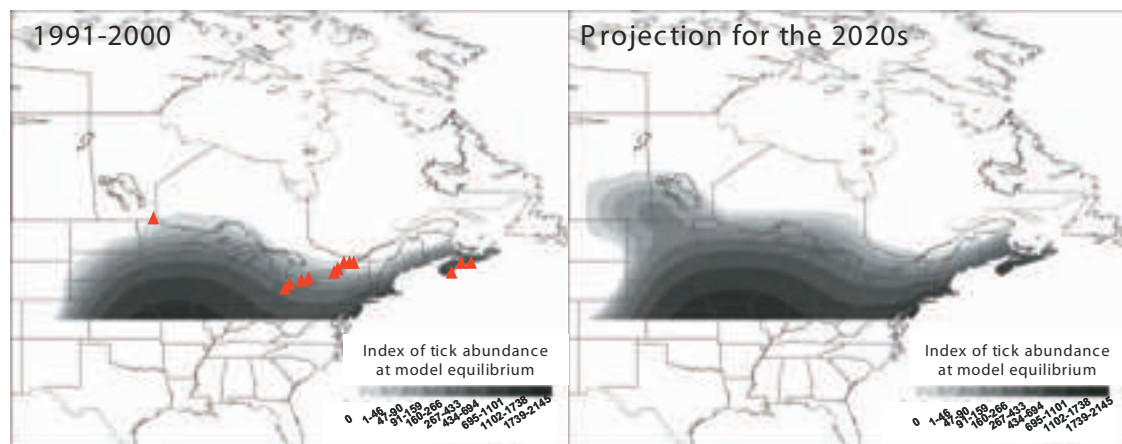 1991-2000
Index of tick abundance
at model equilibrium
0 1-46 47-90 91-159 160-266 267-433 434-694 695-1101 1102-1738 1739-2145
Projection for the 2020s
Index of tick abundance
at model equilibrium
0 1-46 47-90 91-159 160-266 267-433 434-694 695-1101 1102-1738 1739-2145